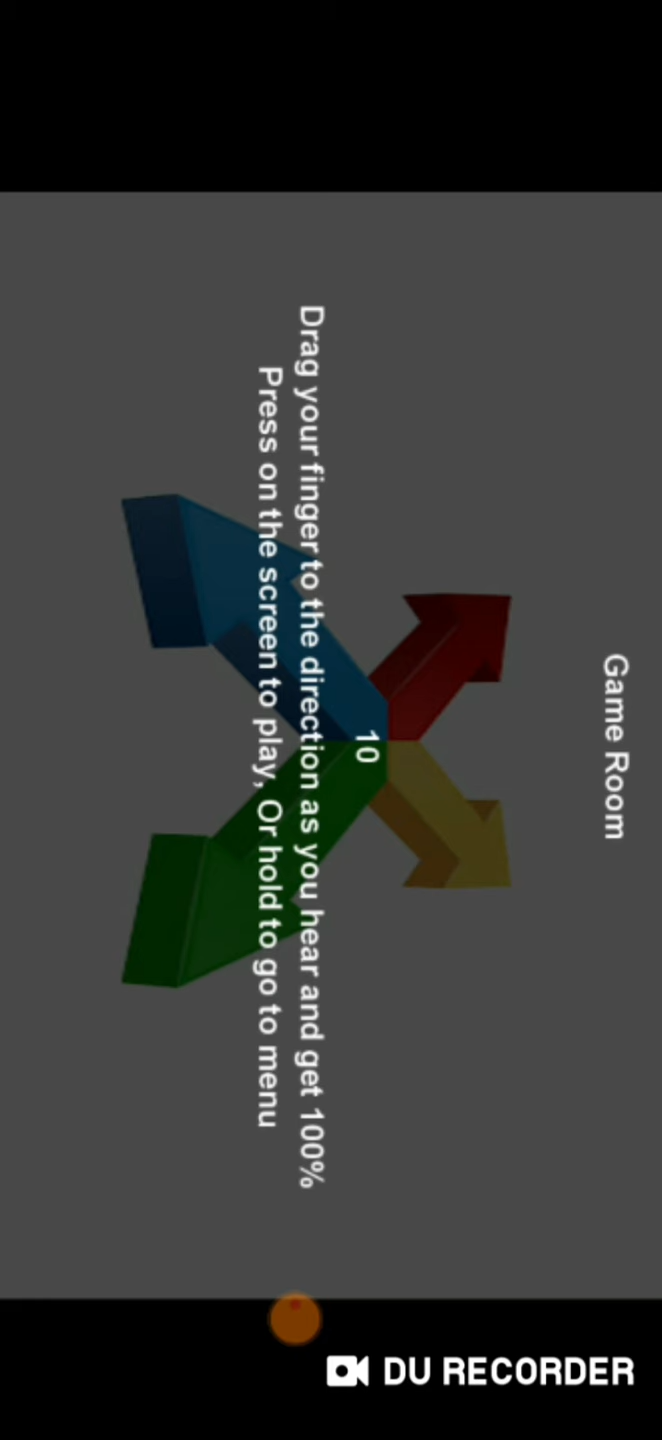 Game Room
10
Drag your finger to the direction as you hear and get 100%
Press on the screen to play, Or hold to go to menu
DU RECORDER